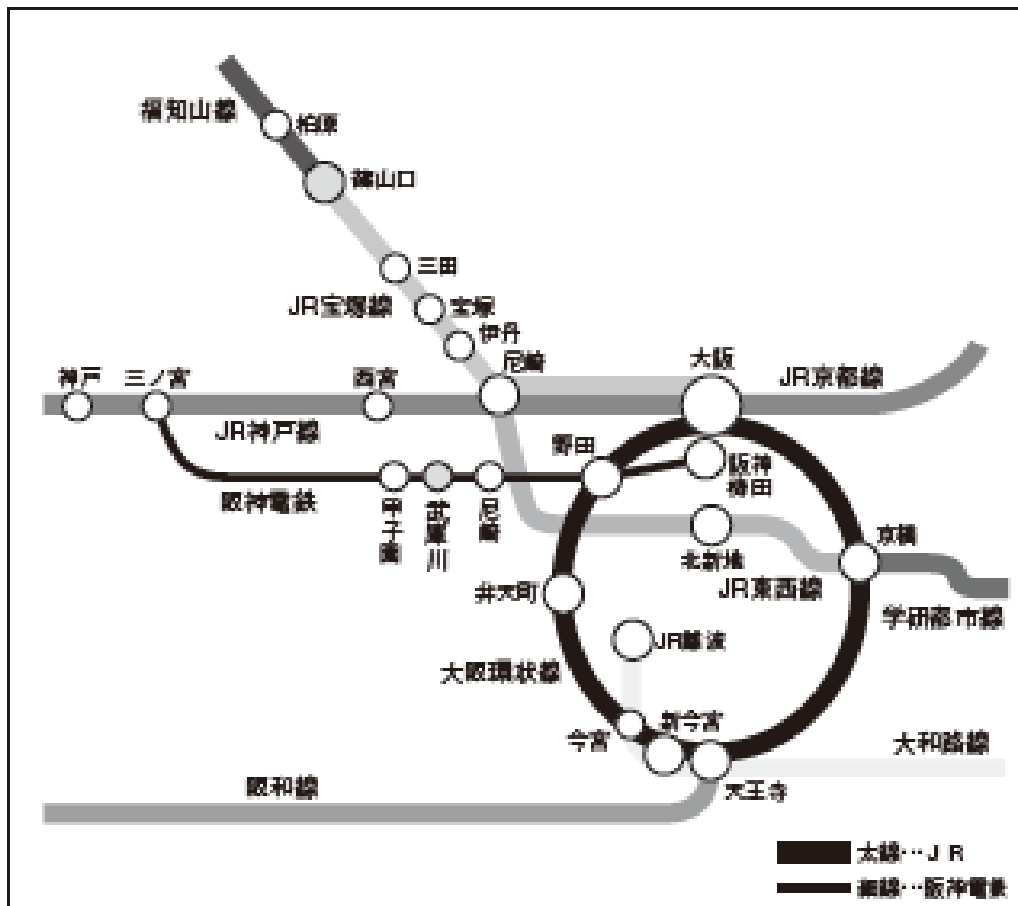 福知山線
柏原
篠山口
三田
JR宝塚線
宝塚
伊丹
尼崎
大阪
JR京都線
神戸
三ノ宮
西宮
JR神戸線
野田
阪神
梅田
阪神電鉄
甲子園
武庫川
尼崎
北新地
京橋
JR東西線
弁天町
学研都市線
JR難波
大阪環状線
新今宮
今宮
大和路線
天王寺
阪和線
太線…JR
細線…阪神電鉄